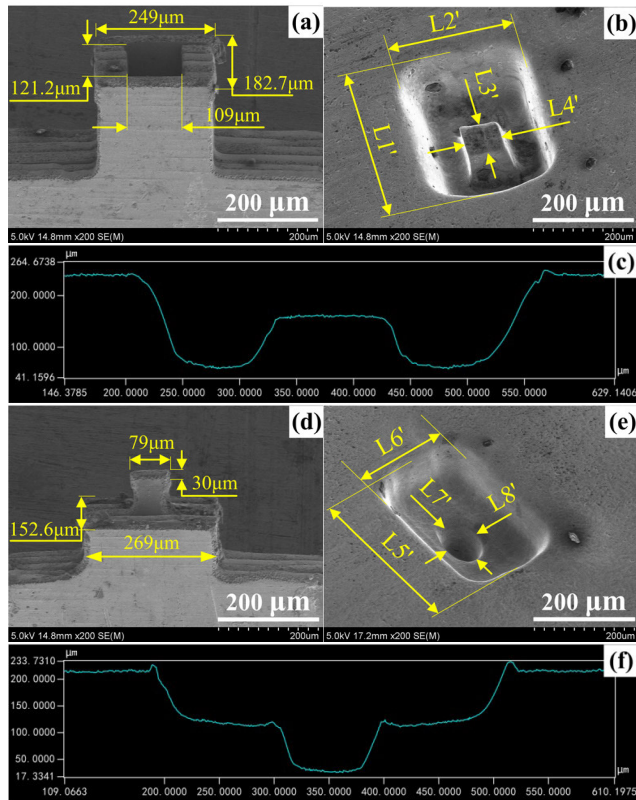 249μm
(a)
121.2μm
182.7μm
109μm
200 μm
5.0kV 14.8mm x200 SE(M)
200um
(b)
L2'
L3'
L4'
L1'
200 μm
5.0kV 14.8mm x200 SE(M)
200um
(c)
μm
264.6738
200.0000
100.0000
41.1596
μm
146.3785 200.0000 250.0000 300.0000 350.0000 400.0000 450.0000 500.0000 550.0000 629.1406
(d)
79μm
30μm
152.6μm
269μm
200 μm
5.0kV 14.8mm x200 SE(M)
200um
(e)
L6'
L7'
L8'
L5'
200 μm
5.0kV 17.2mm x200 SE(M)
200um
(f)
μm
233.7310
150.0000
100.0000
50.0000
17.3341
μm
109.0663 200.0000 250.0000 300.0000 350.0000 400.0000 450.0000 500.0000 610.1975